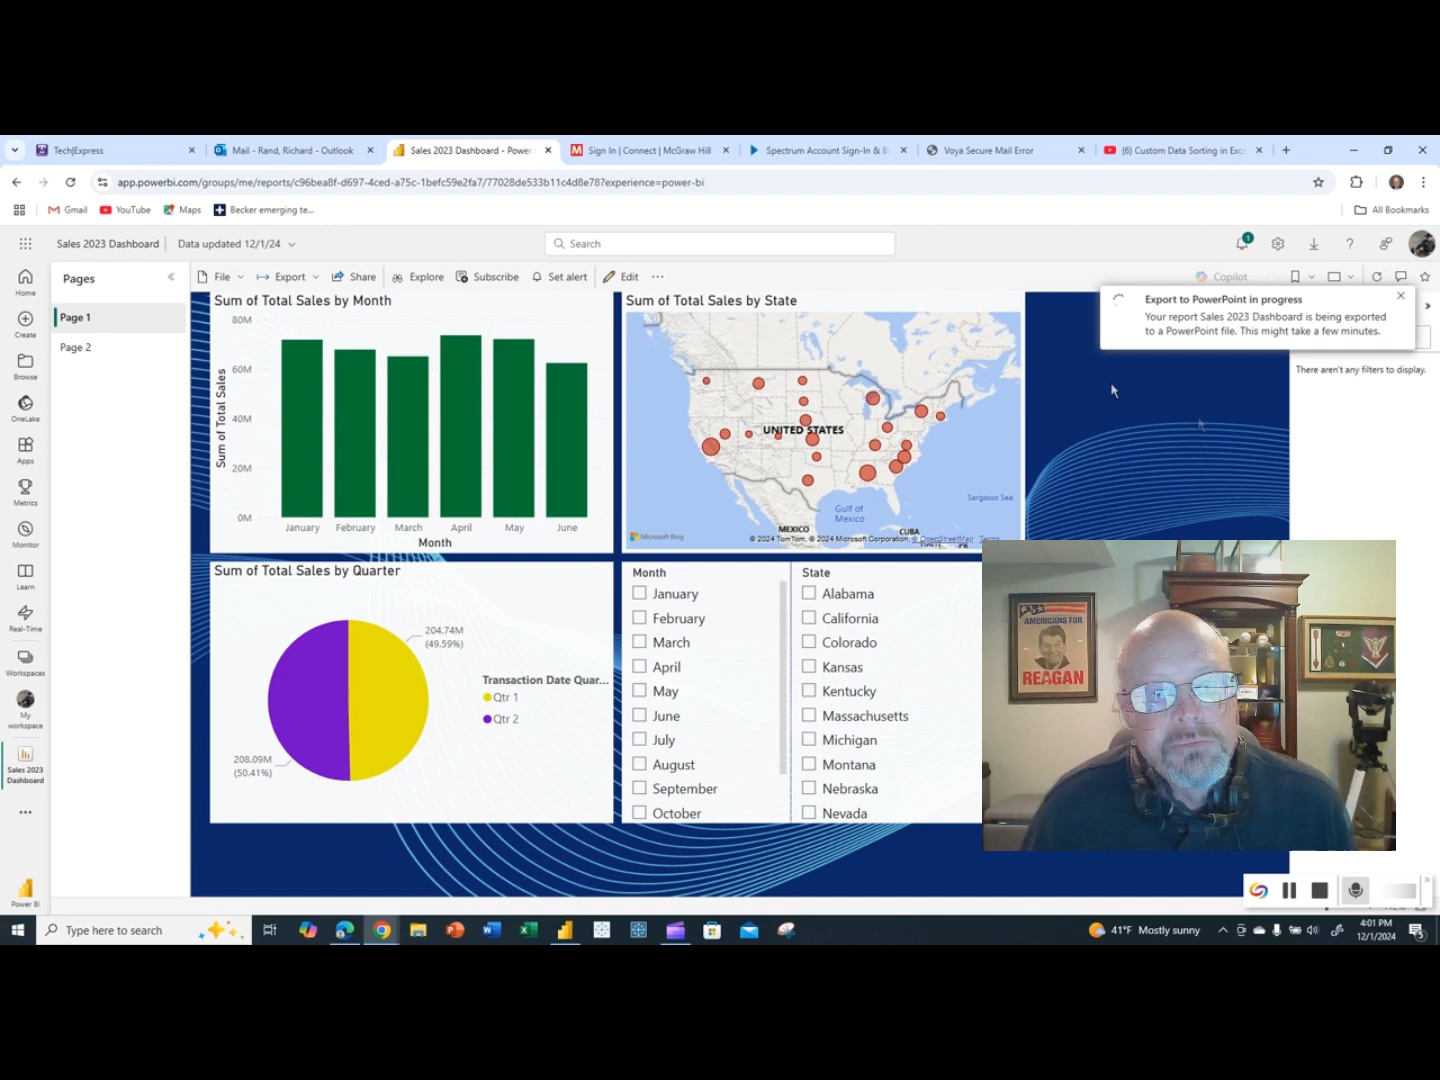 Tech|Express
Mail - Rand, Richard - Outlook
Sales 2023 Dashboard - Power
Sign In | Connect | McGraw Hill
Spectrum Account Sign-In & B
Voya Secure Mail Error
(6) Custom Data Sorting in Exc
app.powerbi.com/groups/me/reports/c96bea8f-d697-4ced-a75c-1befc59e2fa7/77028de533b11c4d8e78?experience=power-bi
Gmail
YouTube
Maps
Becker emerging te...
All Bookmarks
Sales 2023 Dashboard
Data updated 12/1/24
Search
1
Home
Create
Browse
OneLake
Apps
Metrics
Monitor
Learn
Real-Time
Workspaces
My
workspace
Sales 2023
Dashboard
Power BI
Pages
Page 1
Page 2
File
Export
Share
Explore
Subscribe
Set alert
Edit
Copilot
Export to PowerPoint in progress
Your report Sales 2023 Dashboard is being exported
to a PowerPoint file. This might take a few minutes.
There aren't any filters to display.
Sum of Total Sales by Month
Sum of Total Sales
80M
60M
40M
20M
0M
January
February
March
April
May
June
Month
Sum of Total Sales by State
UNITED STATES
MEXICO
Gulf of
Mexico
CUBA
Sargasso Sea
Microsoft Bing
© 2024 TomTom, © 2024 Microsoft Corporation, © OpenStreetMap Terms
Sum of Total Sales by Quarter
204.74M
(49.59%)
208.09M
(50.41%)
Transaction Date Quar...
Qtr 1
Qtr 2
Month
January
February
March
April
May
June
July
August
September
October
State
Alabama
California
Colorado
Kansas
Kentucky
Massachusetts
Michigan
Montana
Nebraska
Nevada
AMERICANS FOR
REAGAN
Type here to search
41°F Mostly sunny
4:01 PM
12/1/2024
5